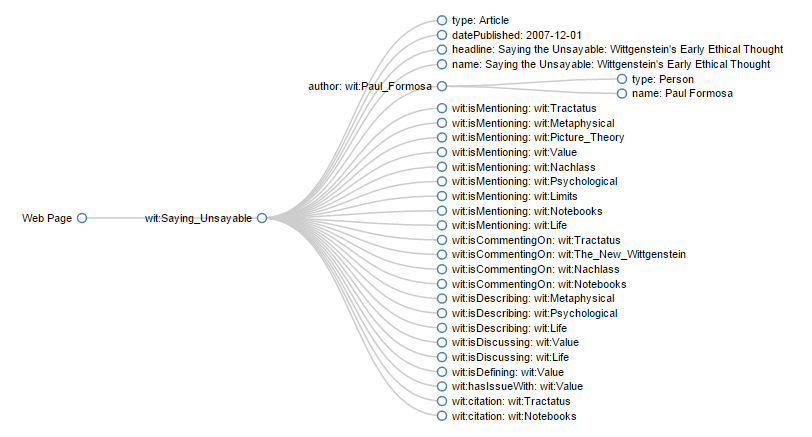 type: Article
datePublished: 2007-12-01
headline: Saying the Unsayable: Wittgenstein's Early Ethical Thought
name: Saying the Unsayable: Wittgenstein's Early Ethical Thought
author: wit:Paul_Formosa
type: Person
name: Paul Formosa
wit:isMentioning: wit:Tractatus
wit:isMentioning: wit:Metaphysical
wit:isMentioning: wit:Picture_Theory
wit:isMentioning: wit:Value
wit:isMentioning: wit:Nachlass
wit:isMentioning: wit:Psychological
wit:isMentioning: wit:Limits
wit:isMentioning: wit:Notebooks
Web Page
wit:Saying_Unsayable
wit:isMentioning: wit:Life
wit:isCommentingOn: wit:Tractatus
wit:isCommentingOn: wit:The_New_Wittgenstein
wit:isCommentingOn: wit:Nachlass
wit:isCommentingOn: wit:Notebooks
wit:isDescribing: wit:Metaphysical
wit:isDescribing: wit:Psychological
wit:isDescribing: wit:Life
wit:isDiscussing: wit:Value
wit:isDiscussing: wit:Life
wit:isDefining: wit:Value
wit:hasIssueWith: wit:Value
wit:citation: wit:Tractatus
wit:citation: wit:Notebooks